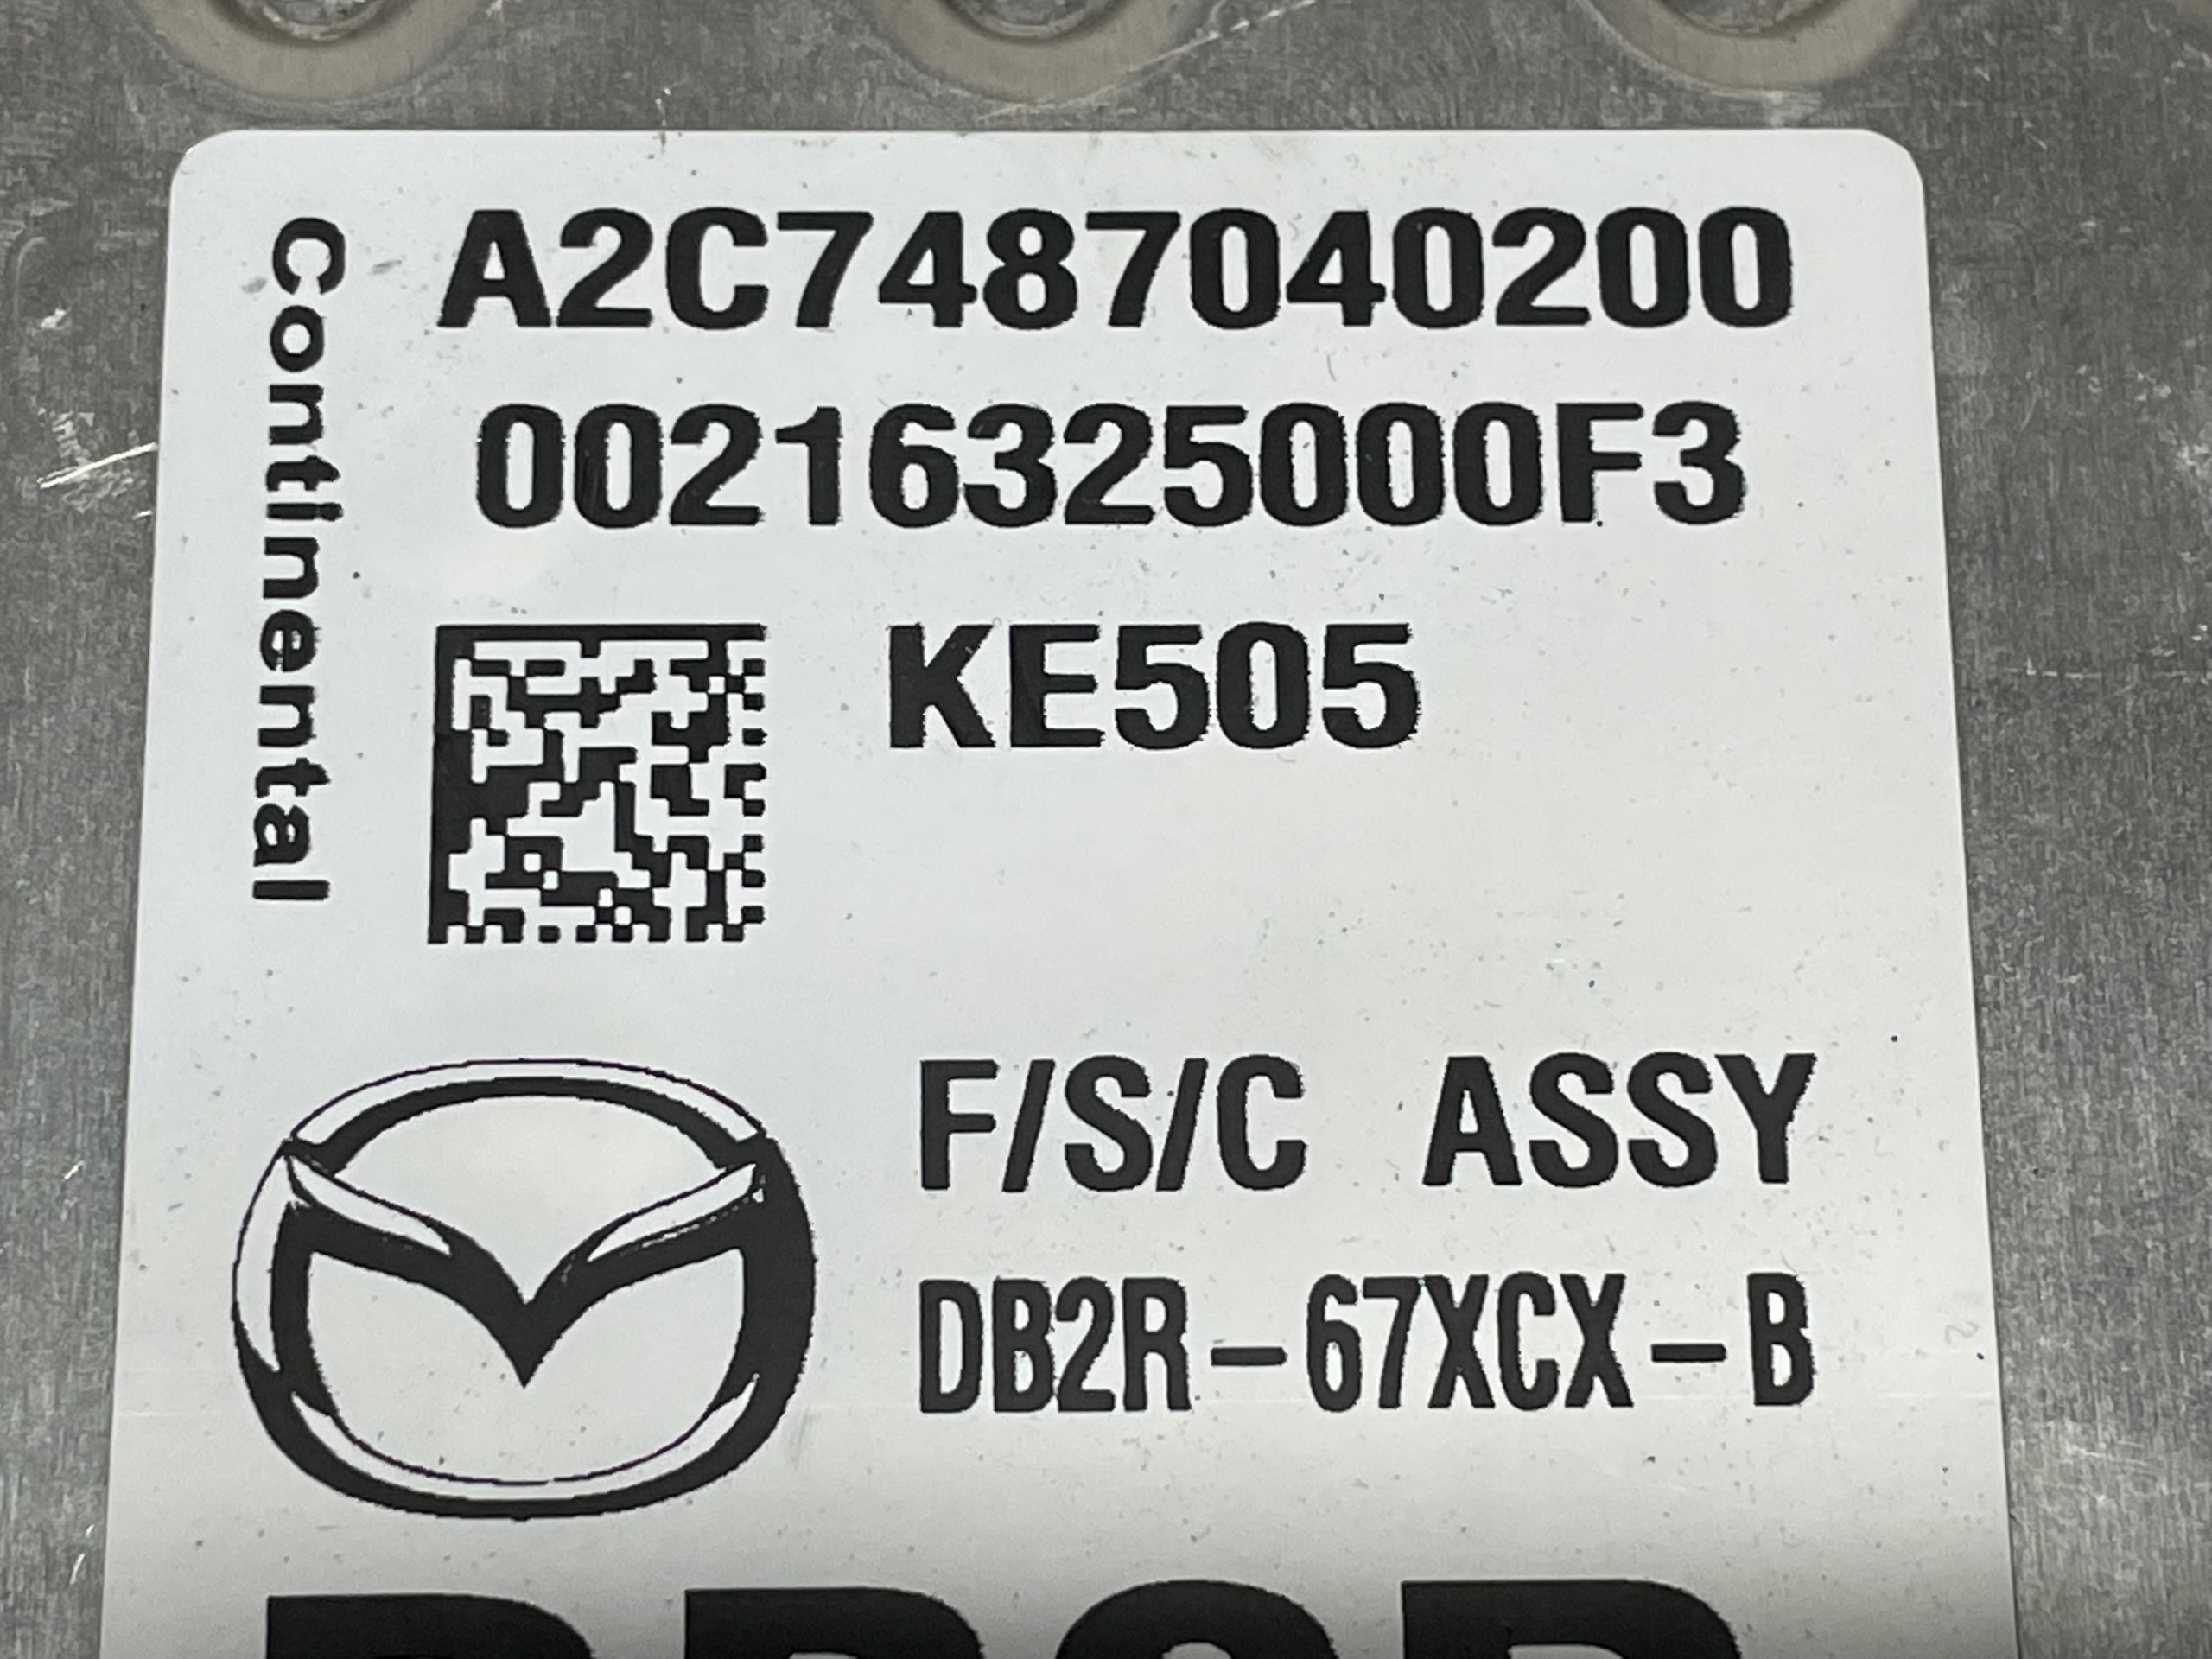 Continental
A2C7487040200
00216325000F3
KE505
F/S/C ASSY
DB2R-67XCX-B